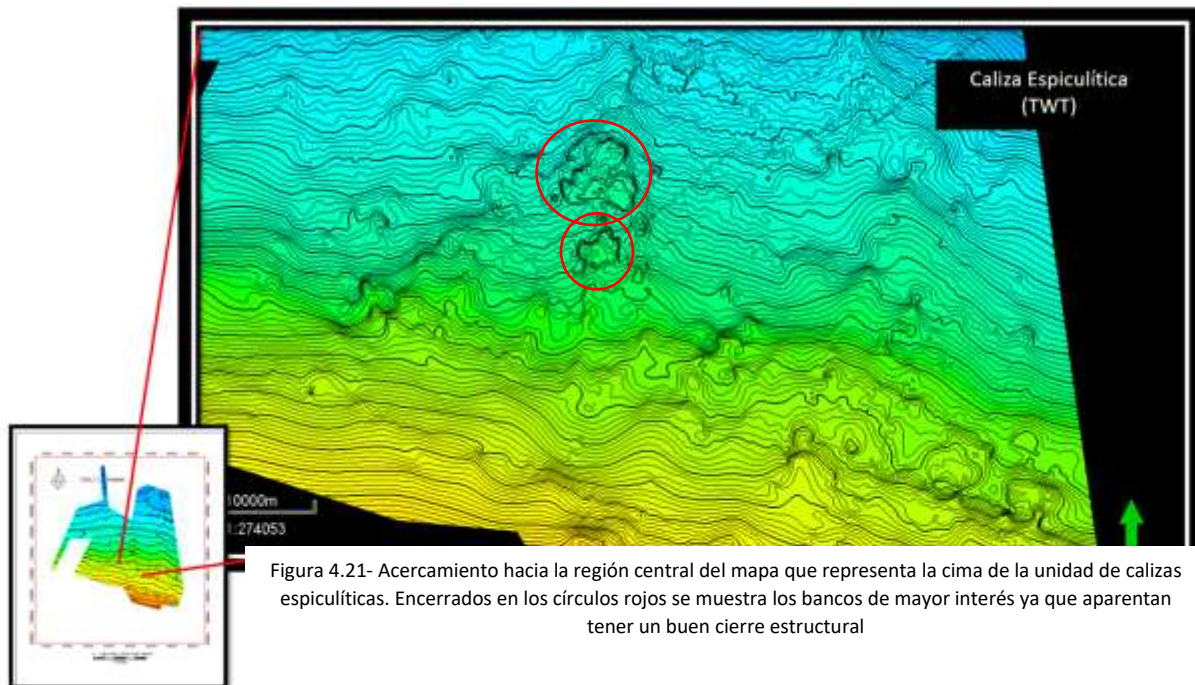 Caliza Espiculítica
(TWT)
10000m
1:274053
Figura 4.21- Acercamiento hacia la región central del mapa que representa la cima de la unidad de calizas
espiculíticas. Encerrados en los círculos rojos se muestra los bancos de mayor interés ya que aparentan
tener un buen cierre estructural